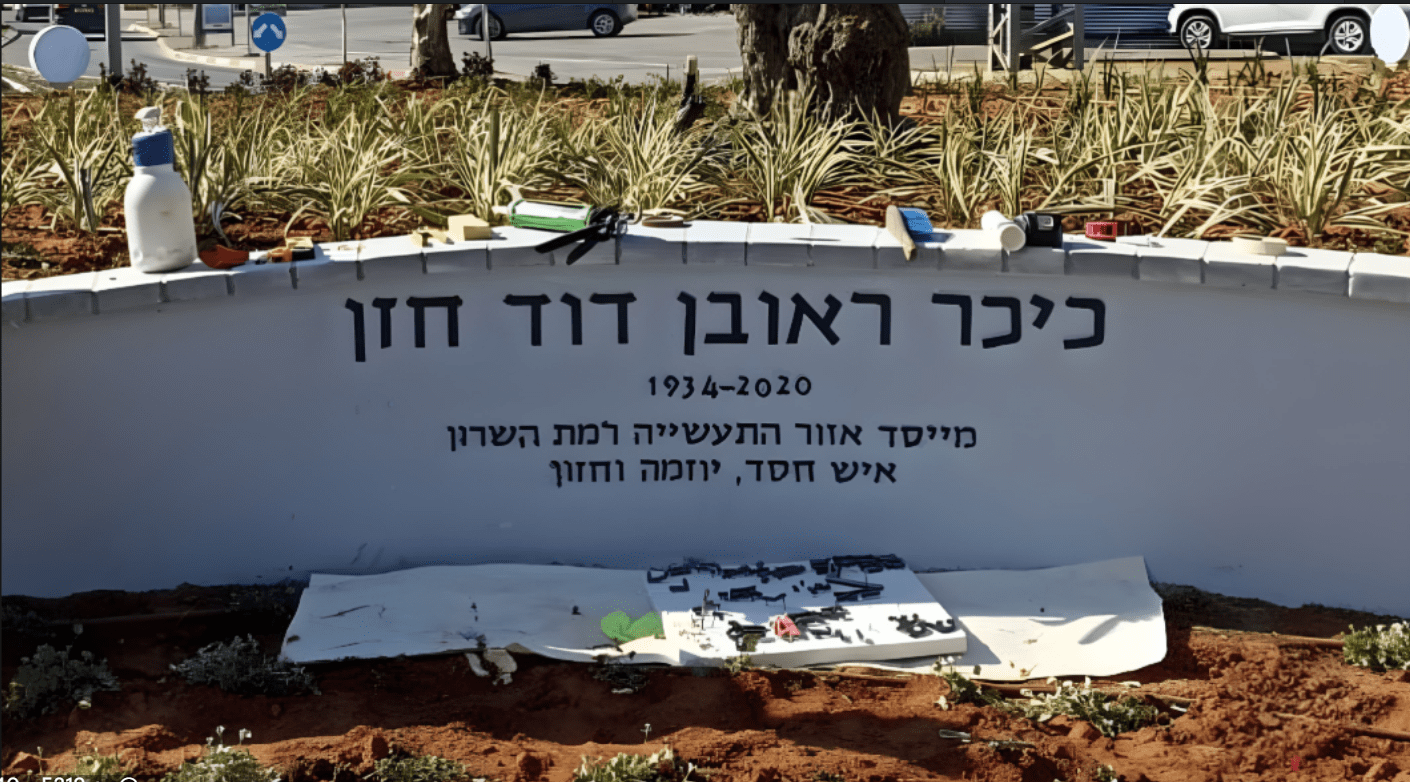 כיכר ראובן דוד חזן
1934-2020
מייסד אזור התעשייה רמת השרון
איש חסד, יוזמה וחזון